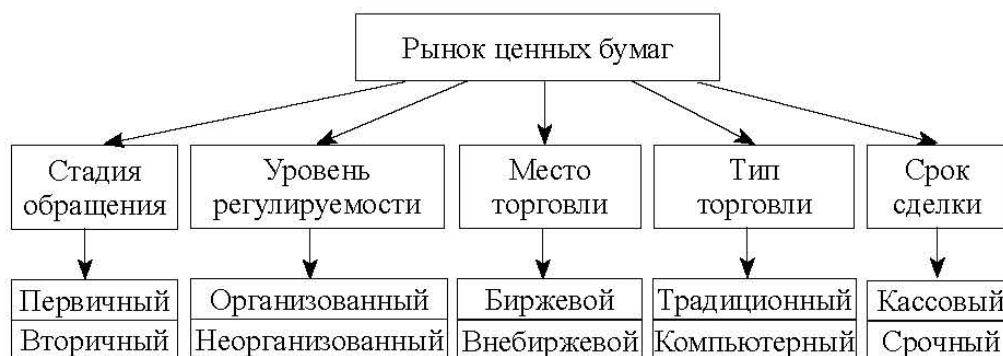 Рынок ценных бумаг
Стадия
обращения
Уровень
регулируемости
Место
торговли
Тип
торговли
Срок
сделки
Первичный
Вторичный
Организованный
Неорганизованный
Биржевой
Внебиржевой
Традиционный
Компьютерный
Кассовый
Срочный